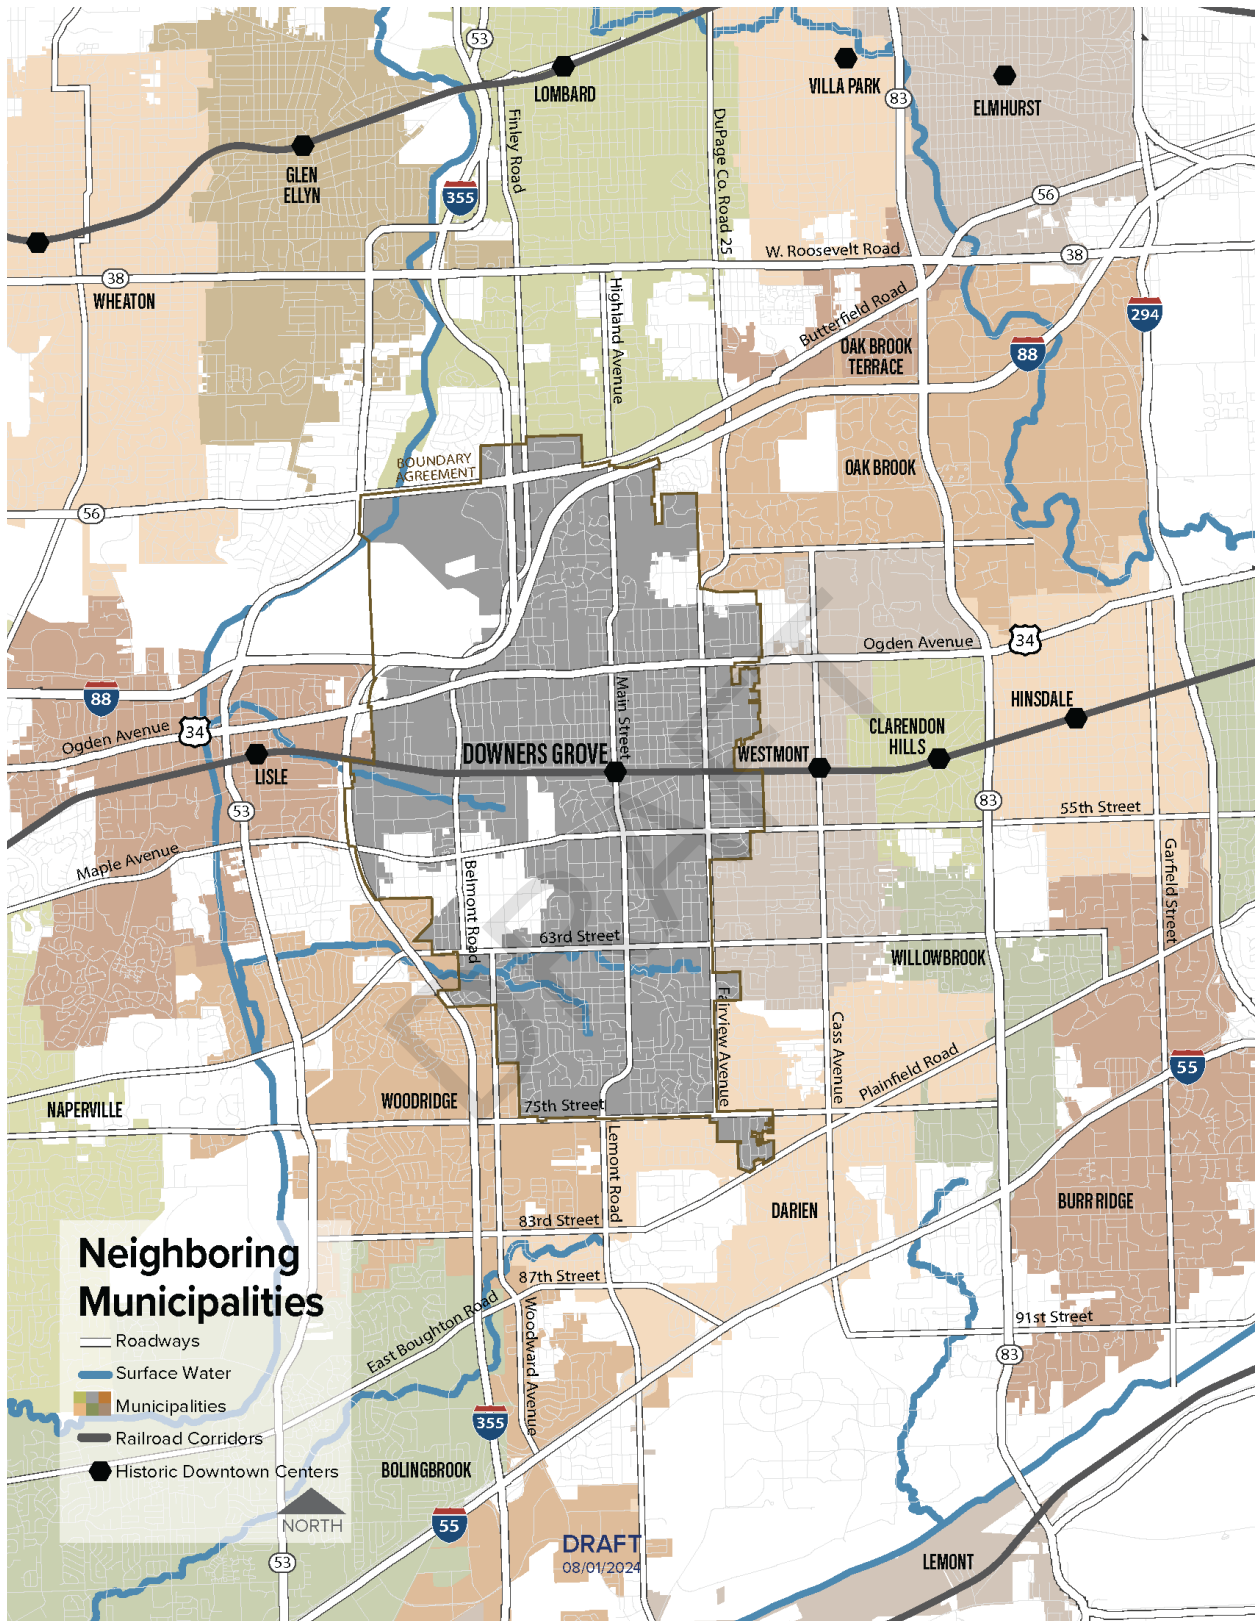 53
LOMBARD
VILLA PARK
83
ELMHURST
Finley Road
DuPage Co. Road 25
GLEN
ELLYN
355
56
W. Roosevelt Road
38
38
WHEATON
Highland Avenue
Butterfield Road
294
OAK BROOK
TERRACE
88
BOUNDARY
AGREEMENT
OAK BROOK
56
Ogden Avenue
34
88
Ogden Avenue
34
Main Street
HINSDALE
CLARENDON
HILLS
DOWNERS GROVE
WESTMONT
LISLE
53
83
55th Street
Maple Avenue
Belmont Road
Garfield Street
63rd Street
WILLOWBROOK
Fairview Avenue
Cass Avenue
Plainfield Road
55
NAPERVILLE
WOODRIDGE
75th Street
Lemont Road
DARIEN
BURR RIDGE
83rd Street
87th Street
East Boughton Road
Woodward Avenue
91st Street
83
355
BOLINGBROOK
55
53
LEMONT
DRAFT
Neighboring
Municipalities
Roadways
Surface Water
Municipalities
Railroad Corridors
Historic Downtown Centers
NORTH
DRAFT
08/01/2024